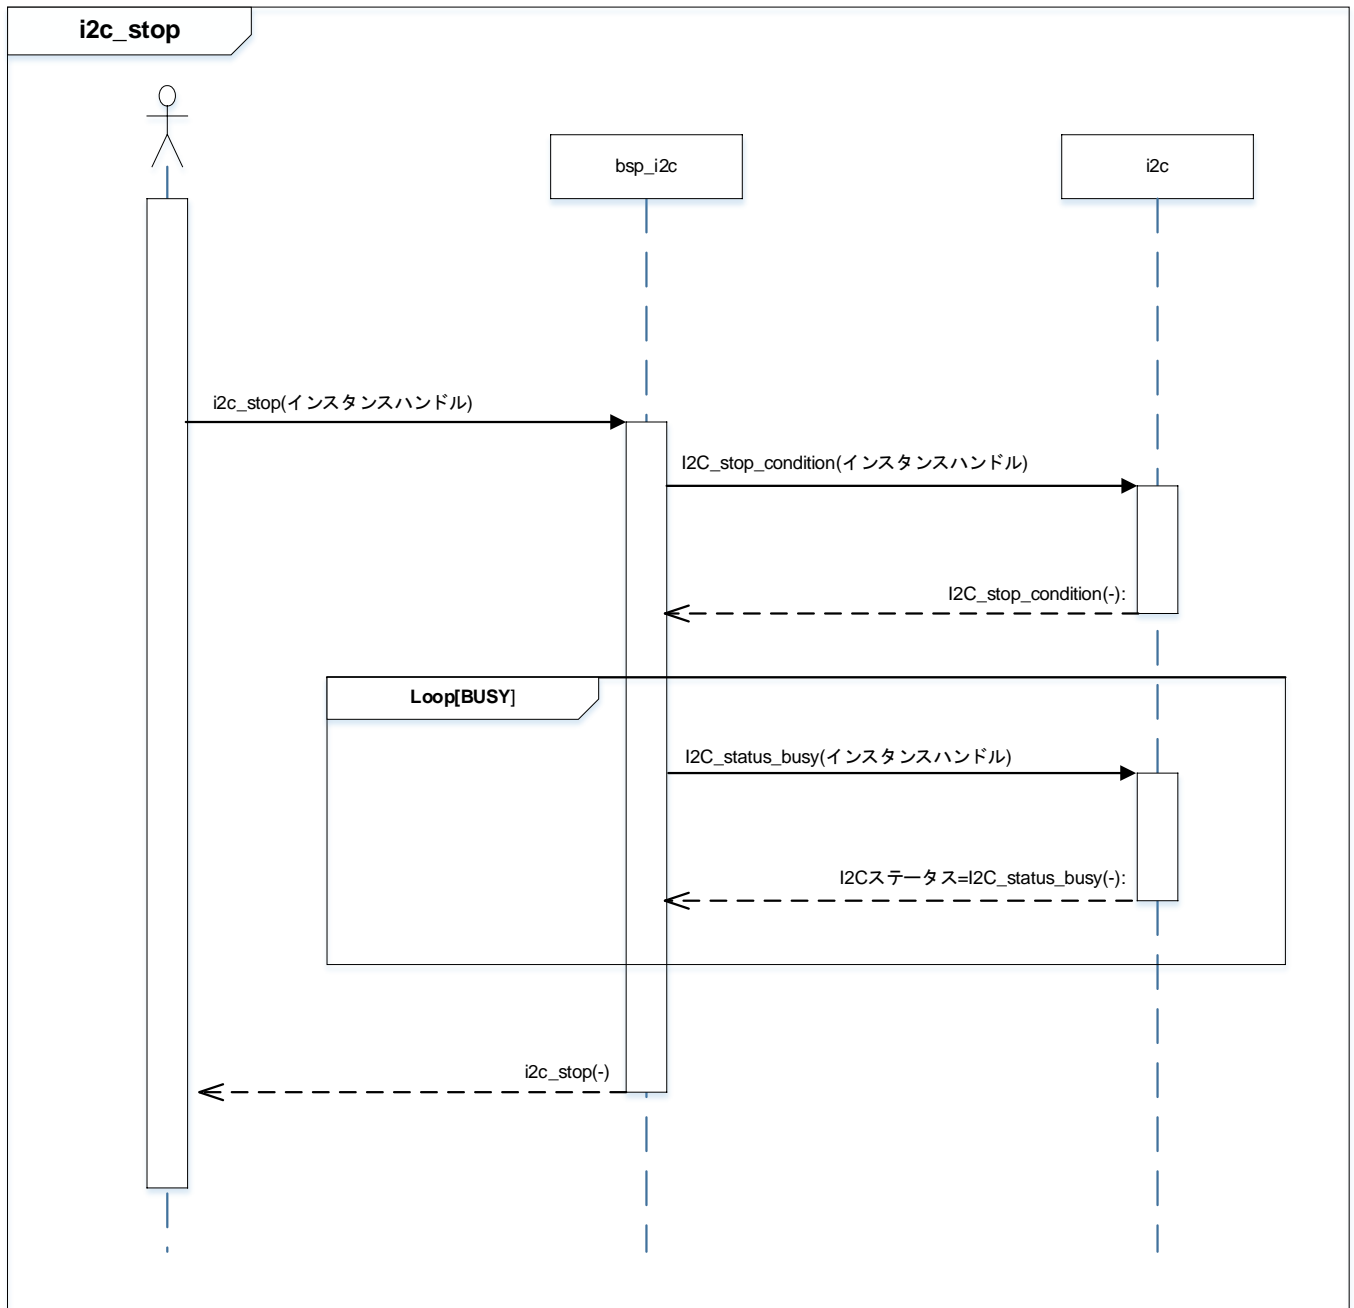 i2c_stop
bsp_i2c
i2c
i2c_stop(インスタンスハンドル)
I2C_stop_condition(インスタンスハンドル)
I2C_stop_condition(-):
Loop[BUSY]
I2C_status_busy(インスタンスハンドル)
I2Cステータス=I2C_status_busy(-):
i2c_stop(-)